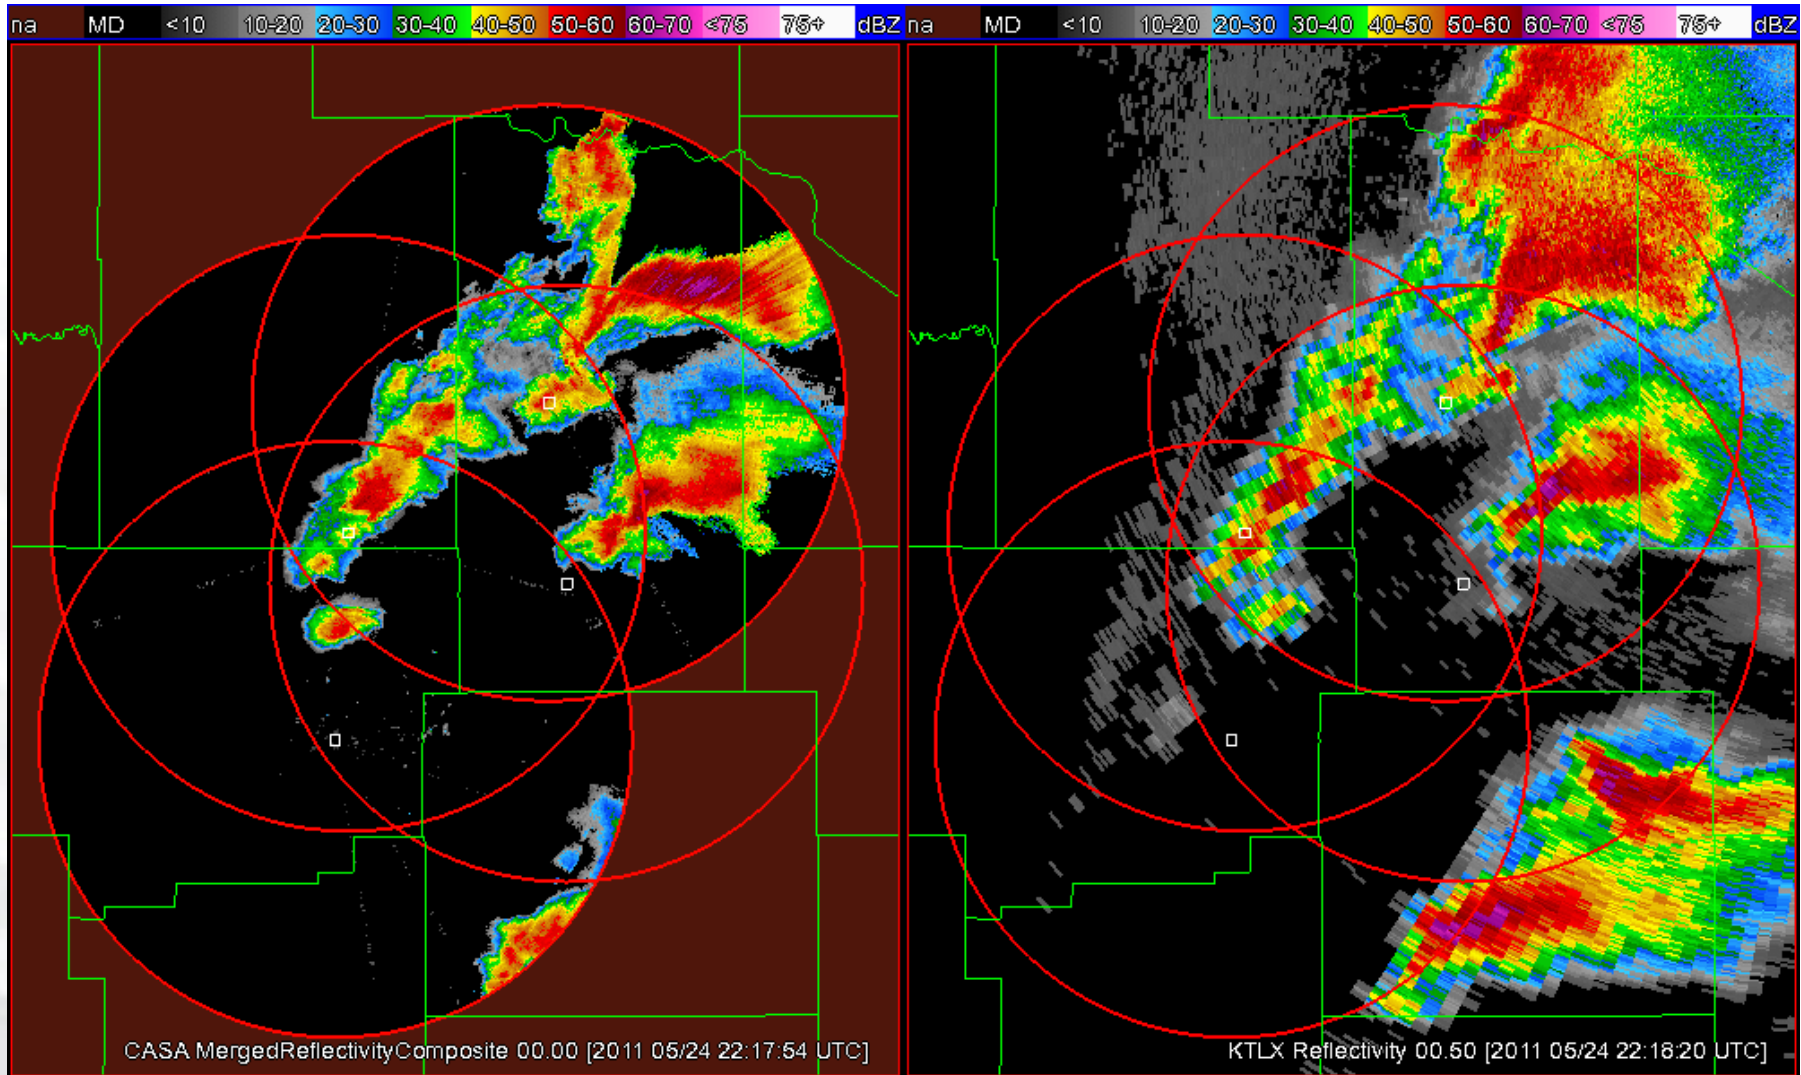 na MD <10 10-20 20-30 30-40 40-50 50-60 60-70 <75 75+ dBZ
na MD <10 10-20 20-30 30-40 40-50 50-60 60-70 <75 75+ dBZ
CASA MergedReflectivityComposite 00.00 [2011 05/24 22:17:54 UTC]
KTLX Reflectivity 00.50 [2011 05/24 22:18:20 UTC]